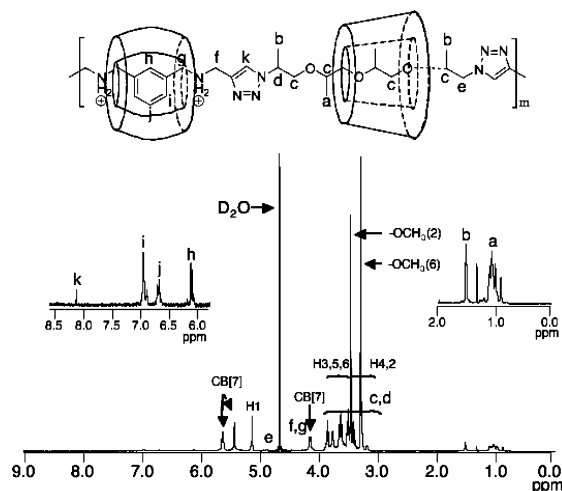 b
g
h
f
k
N
H2
⊕
i
j
N
H2
⊕
N
N=N
d
c
O
c
a
O
c
O
b
c
e
N
N=N
m
D2O
-OCH3(2)
-OCH3(6)
i
j
h
k
8.5 8.0 7.5 7.0 6.5 6.0
ppm
b
a
2.0 1.0 0.0
ppm
H3,5,6
H4,2
CB[7]
CB[7]
H1
f,g
c,d
e
9.0 8.0 7.0 6.0 5.0 4.0 3.0 2.0 1.0 0.0
ppm